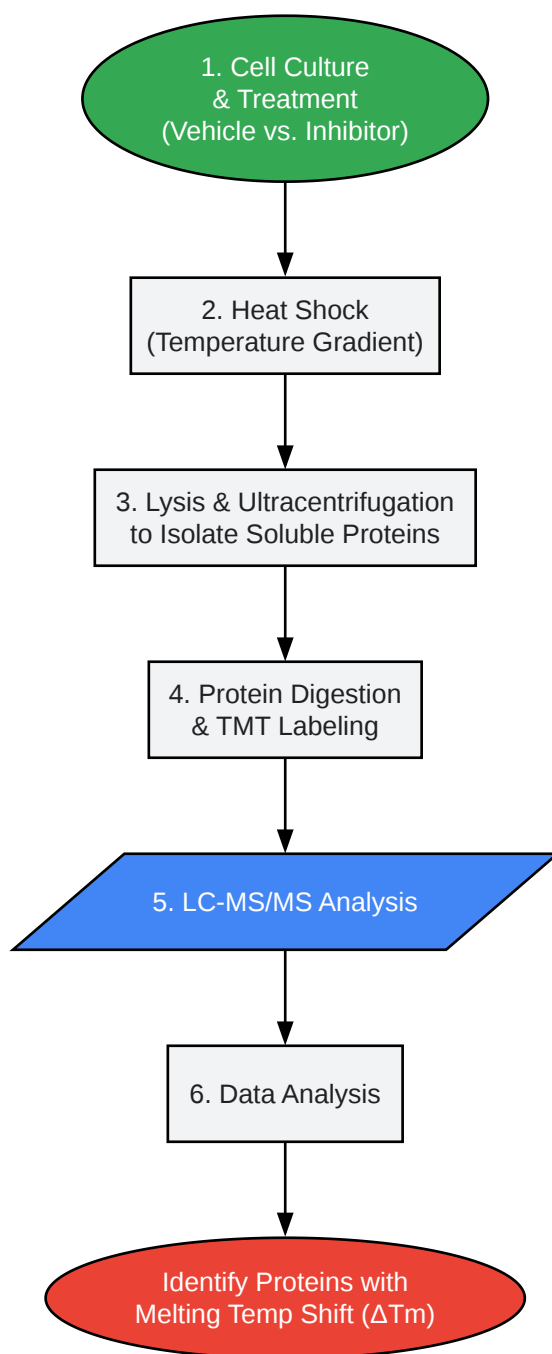 1. Cell Culture
& Treatment
(Vehicle vs. Inhibitor)
2. Heat Shock
(Temperature Gradient)
3. Lysis & Ultracentrifugation
to Isolate Soluble Proteins
4. Protein Digestion
& TMT Labeling
5. LC-MS/MS Analysis
6. Data Analysis
Identify Proteins with
Melting Temp Shift (ΔTm)